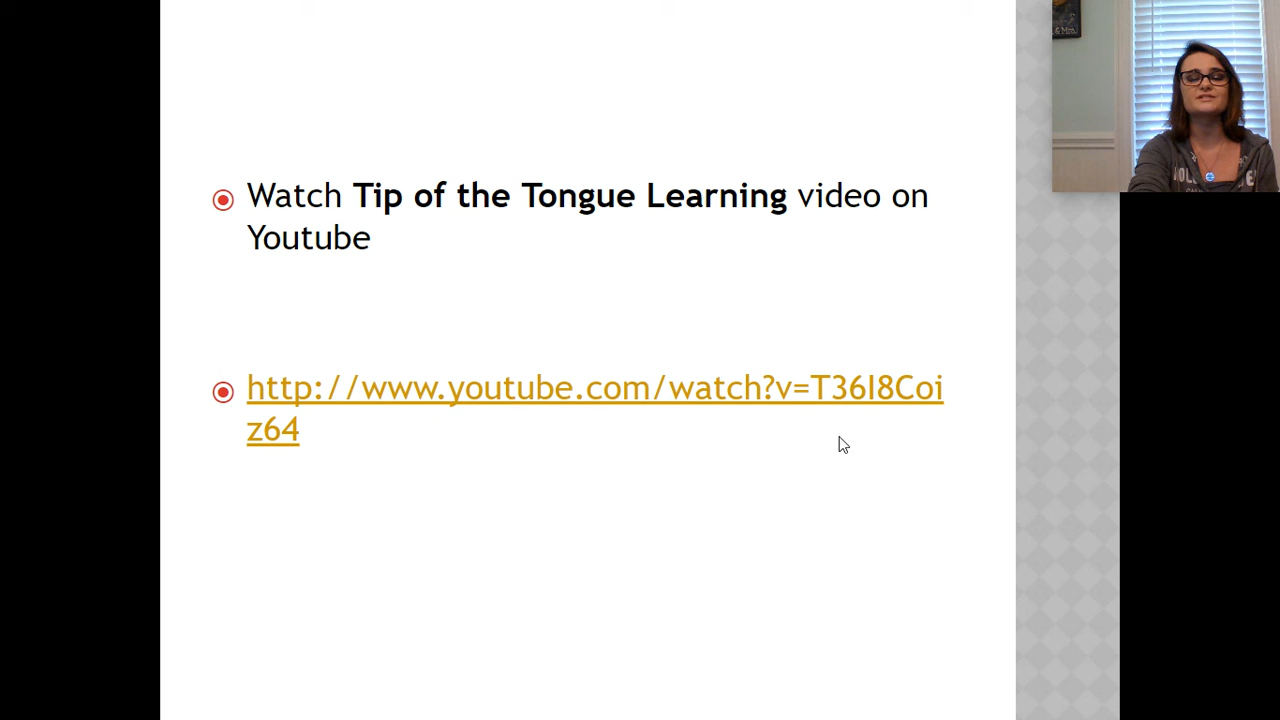 Watch Tip of the Tongue Learning video on
Youtube
http://www.youtube.com/watch?v=T36I8Coi
z64